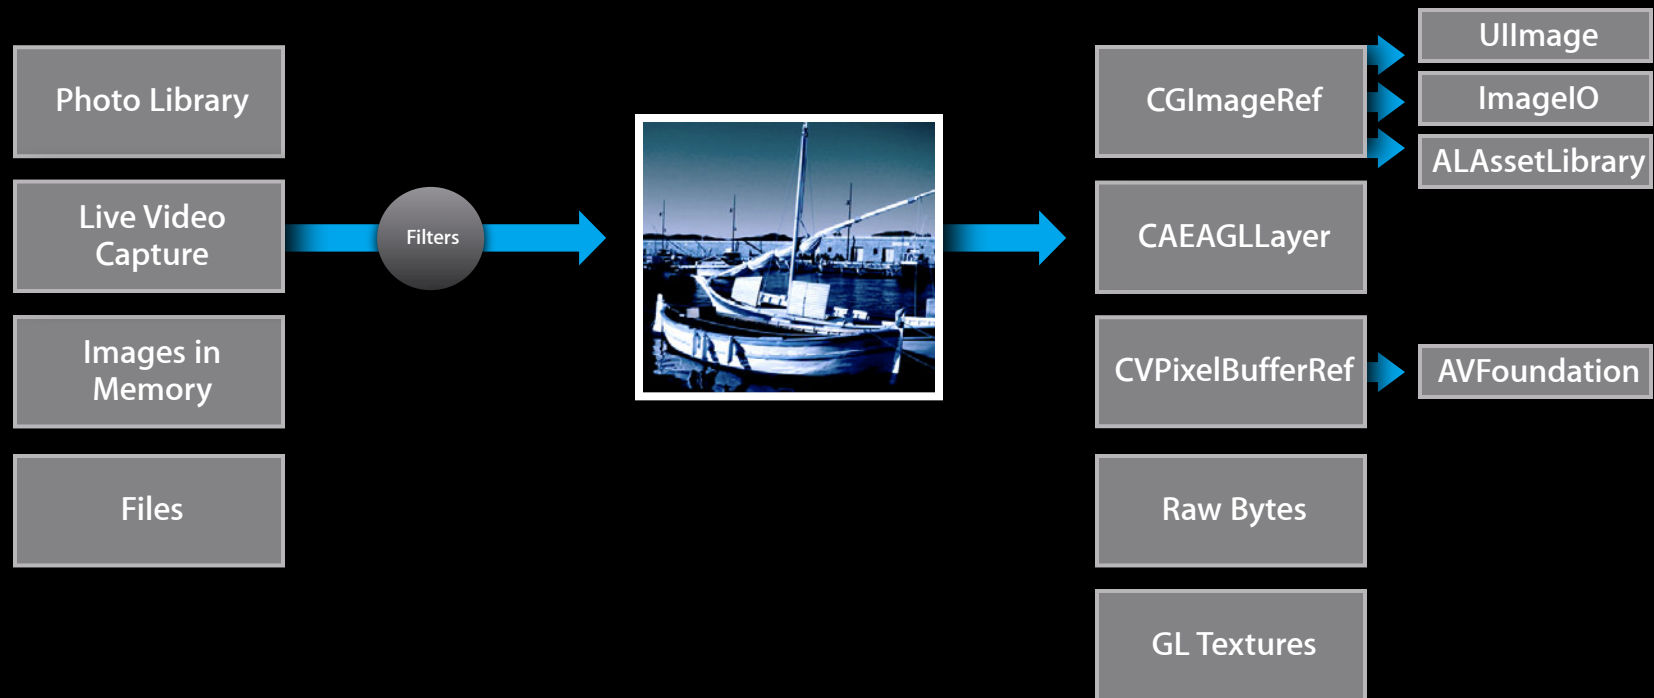 Photo Library
Live Video
Capture
Images in
Memory
Files
Filters
CGImageRef
CAEAGLLayer
CVPixelBufferRef
Raw Bytes
GL Textures
UIImage
ImageIO
ALAssetLibrary
AVFoundation